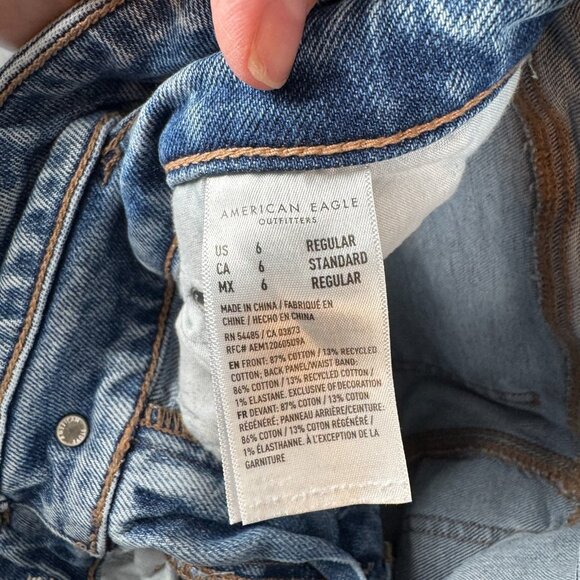 AMERICAN EAGLE
OUTFITTERS
US 6 REGULAR
CA 6 STANDARD
MX 6 REGULAR
MADE IN CHINA / FABRIQUÉ EN
CHINE / HECHO EN CHINA
RN 54485 / CA 03873
RFC# AEM120605U9A
EN FRONT: 87% COTTON / 13% RECYCLED
COTTON; BACK PANEL/WAIST BAND:
86% COTTON / 13% RECYCLED COTTON /
1% ELASTANE. EXCLUSIVE OF DECORATION
FR DEVANT: 87% COTON / 13% COTON
RÉGÉNÉRÉ; PANNEAU ARRIÈRE/CEINTURE:
86% COTON / 13% COTON RÉGÉNÉRÉ /
1% ÉLASTHANNE. À L'EXCEPTION DE LA
GARNITURE